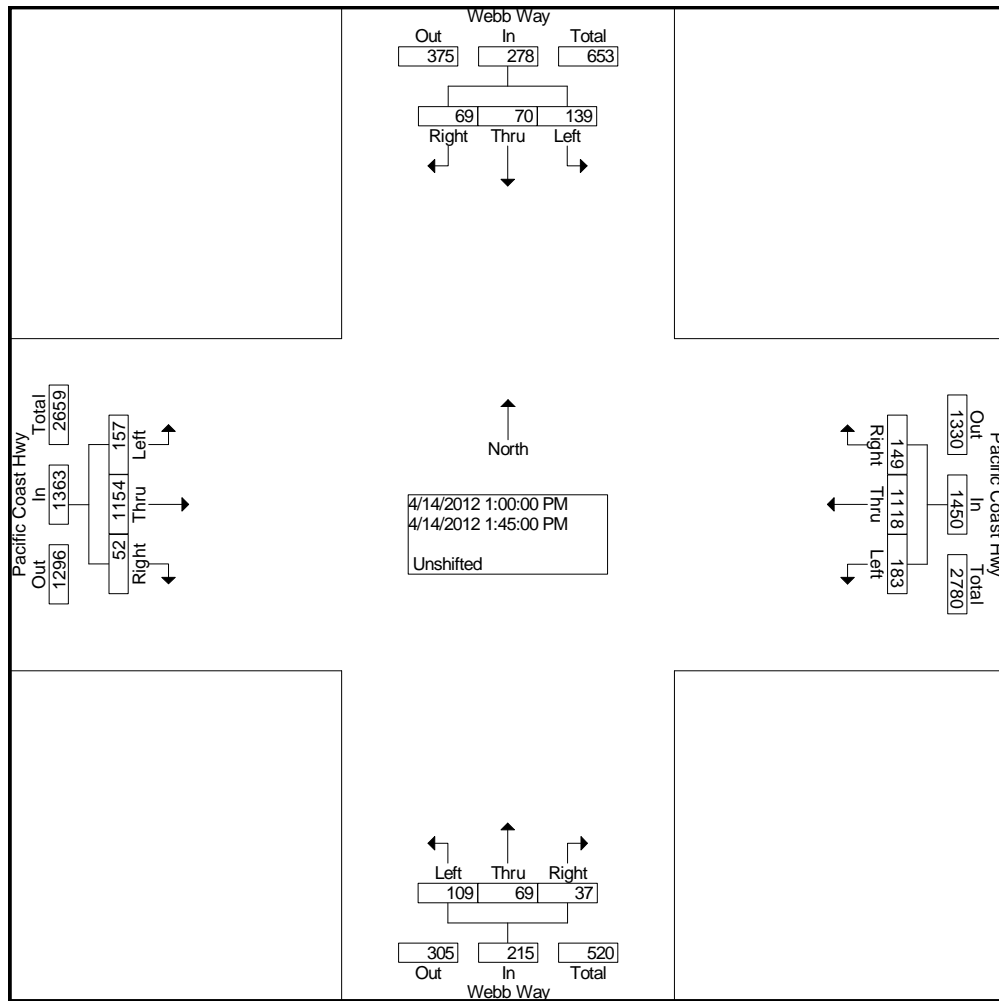 Webb Way
Out In Total
375 278 653
69 70 139
Right Thru Left
Pacific Coast Hwy
Total In Out
2659 1363 1296
157 1154 52
Left Thru Right
North
4/14/2012 1:00:00 PM
4/14/2012 1:45:00 PM
Unshifted
Right Thru Left
149 1118 183
1330 1450 2780
Out In Total
Pacific Coast Hwy
Left Thru Right
109 69 37
305 215 520
Out In Total
Webb Way